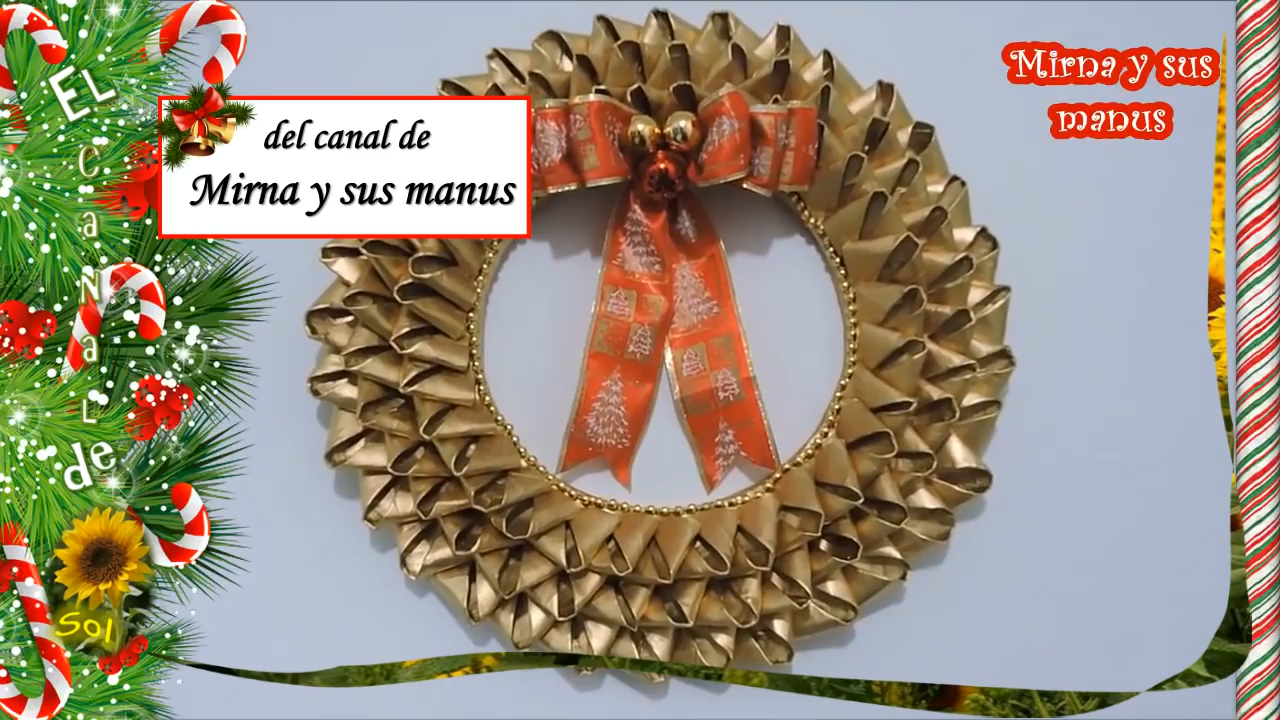 EL
CaNaL
de
Sol
del canal de
Mirna y sus manus
Mirna y sus
manus